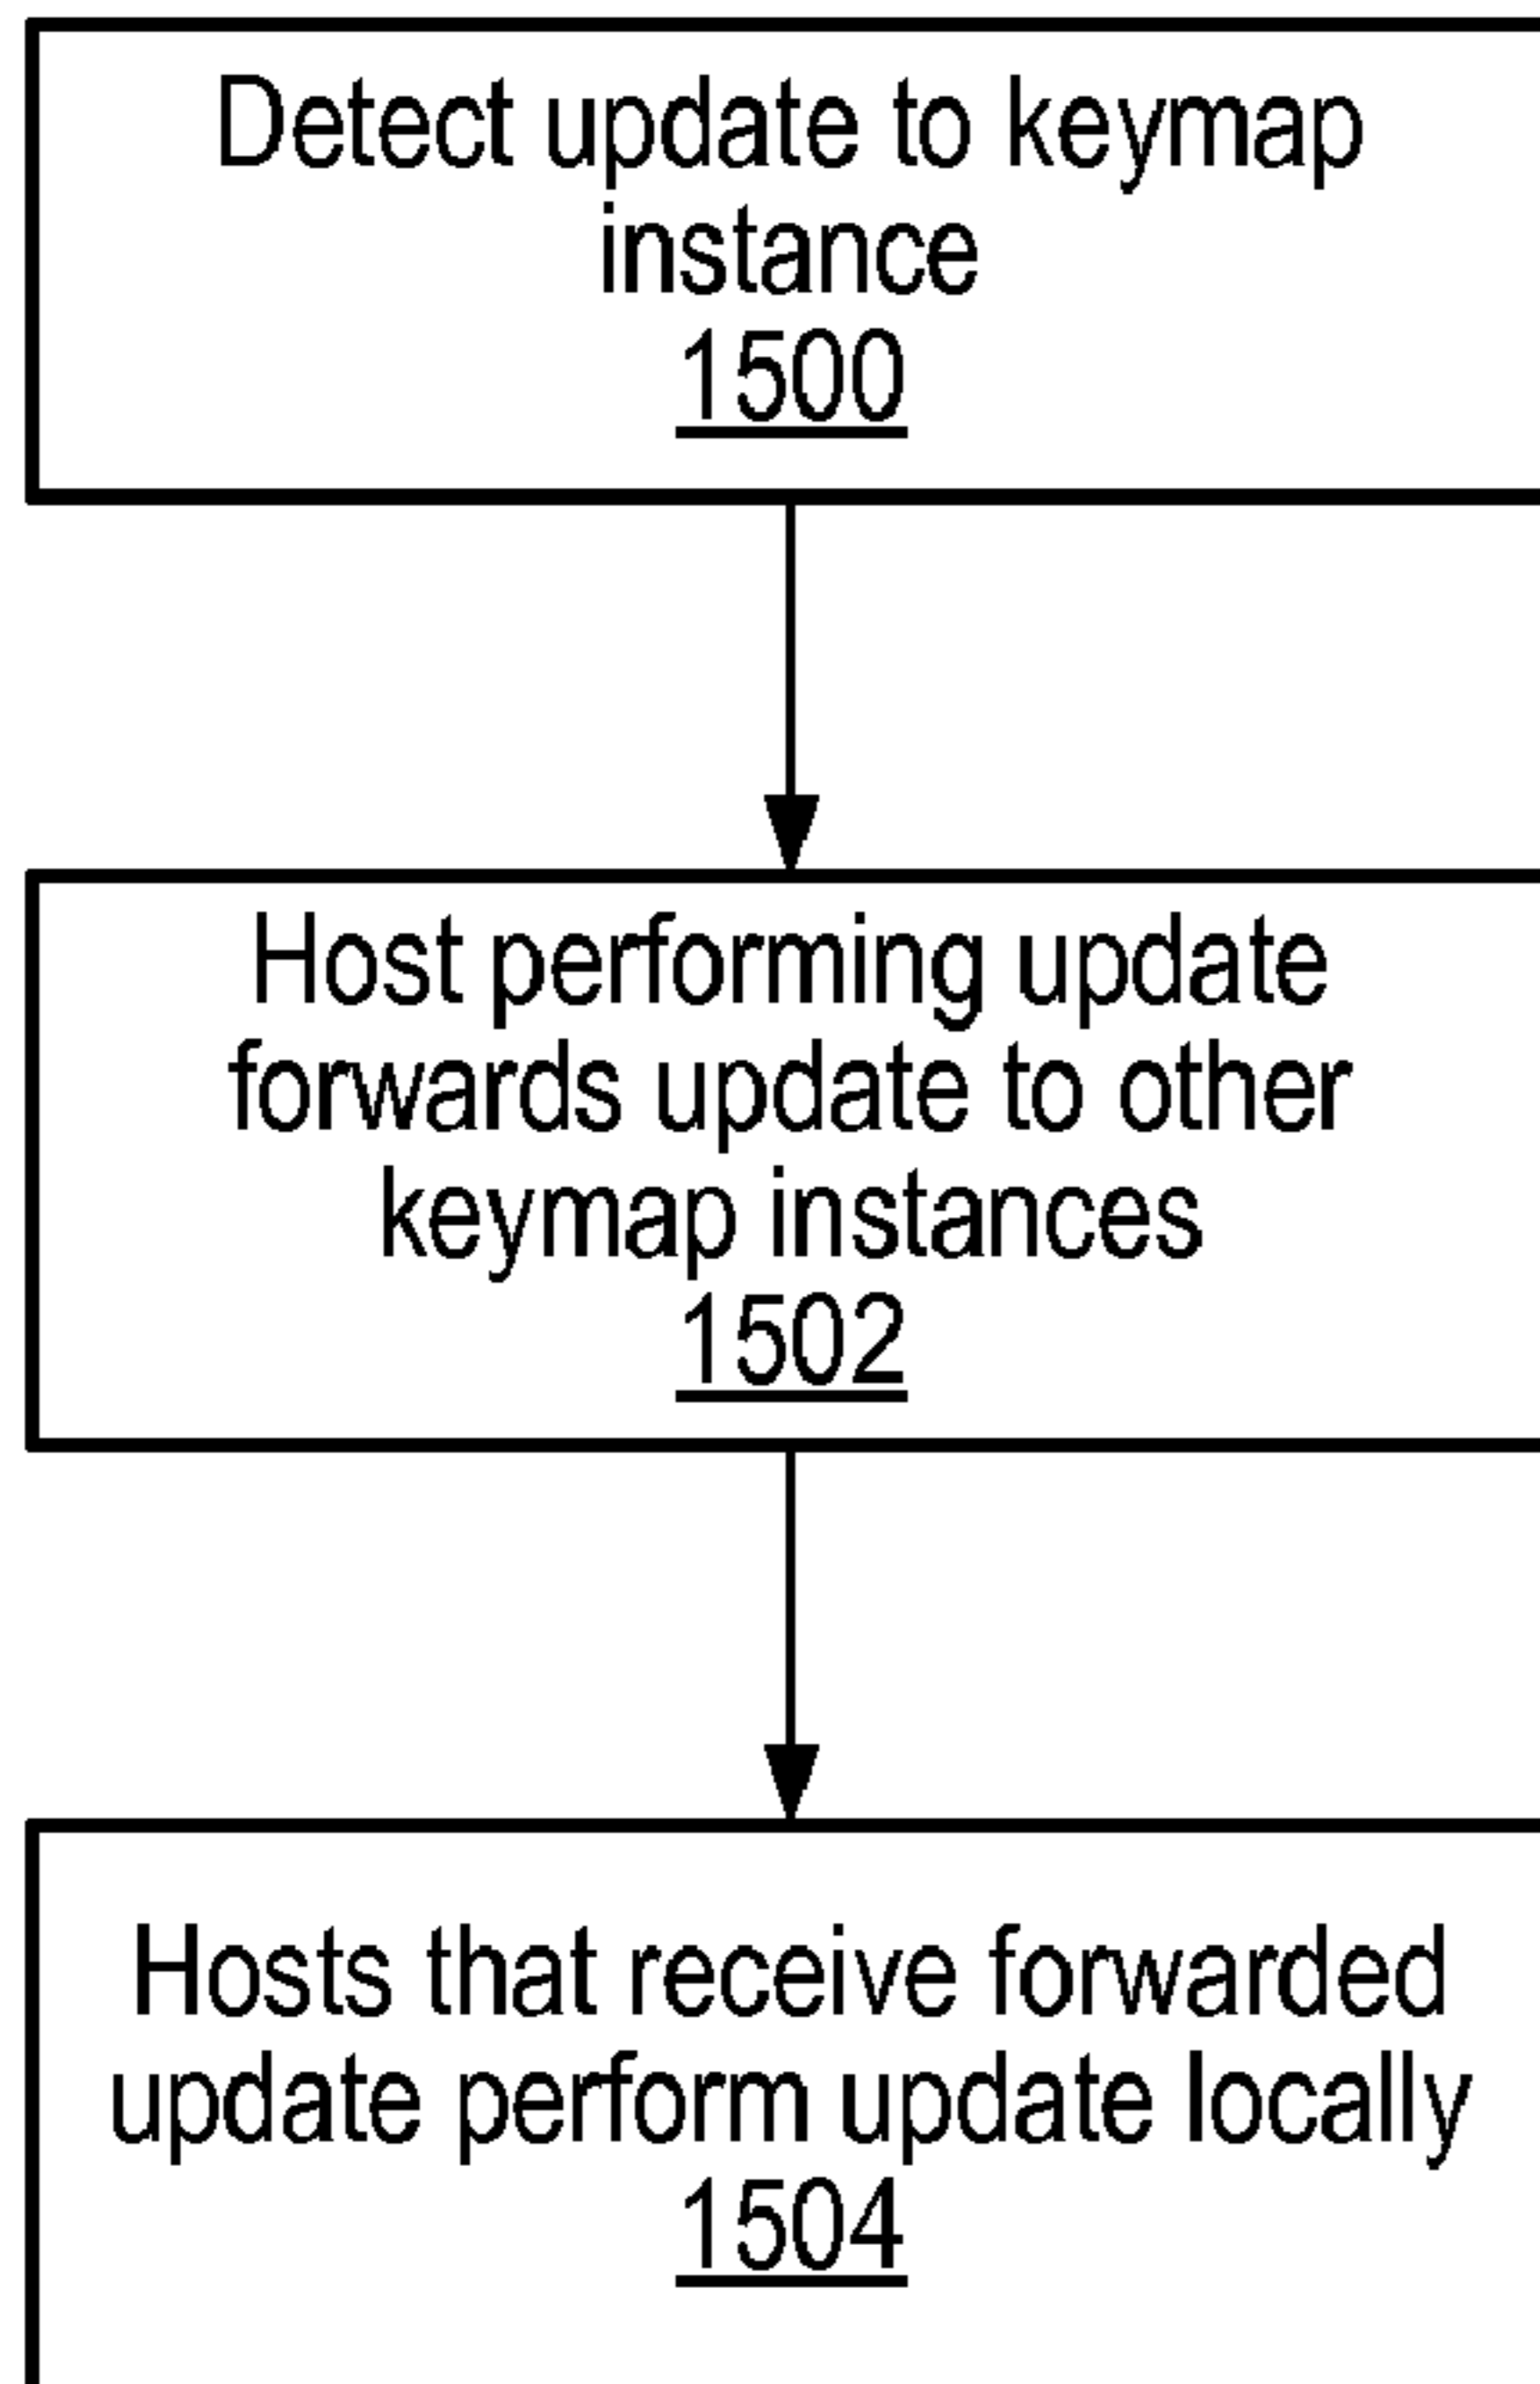 Detect update to keymap
instance
1500
Host performing update
forwards update to other
keymap instances
1502
Hosts that receive forwarded
update perform update locally
1504